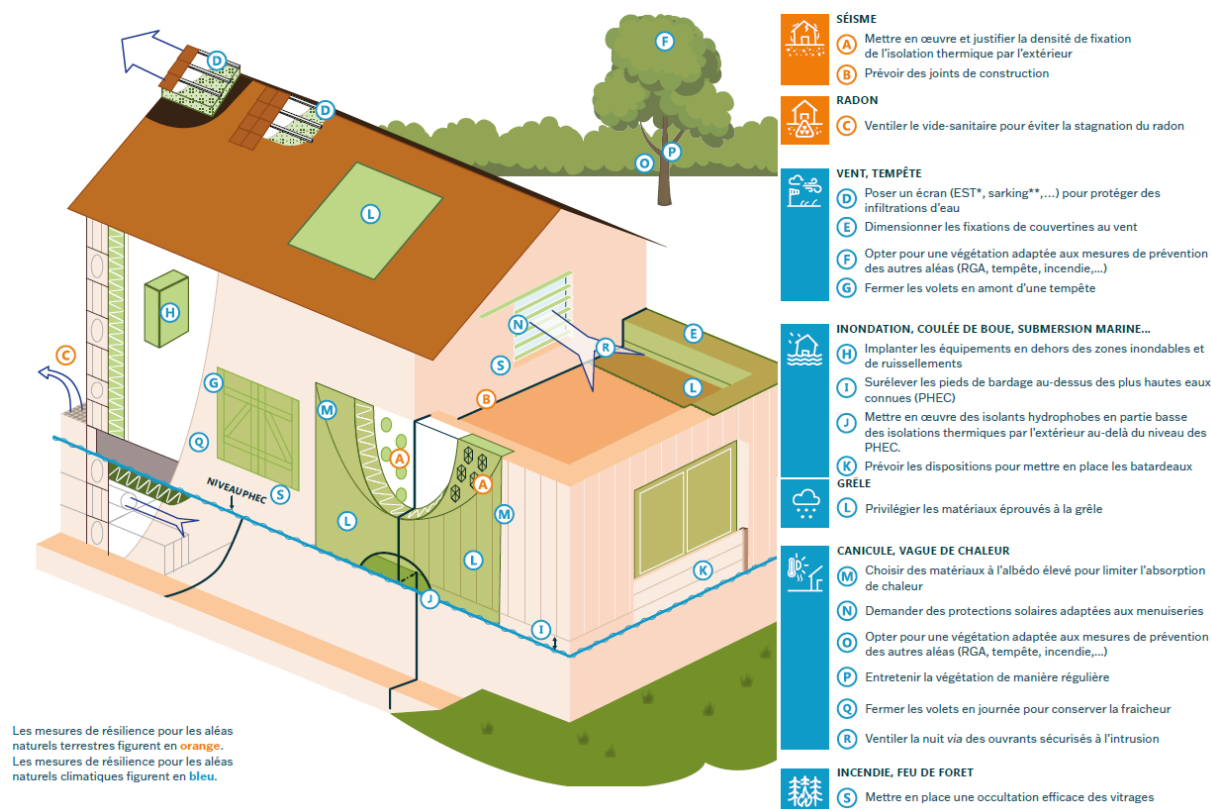 D
D
F
P
O
L
H
C
G
M
Q
A
N
S
R
E
L
B
A
S
M
L
L
K
J
I
NIVEAU PHEC
Les mesures de résilience pour les aléas
naturels terrestres figurent en orange.
Les mesures de résilience pour les aléas
naturels climatiques figurent en bleu.
SÉISME
A Mettre en œuvre et justifier la densité de fixation
de l'isolation thermique par l'extérieur
B Prévoir des joints de construction
RADON
C Ventiler le vide-sanitaire pour éviter la stagnation du radon
VENT, TEMPÊTE
D Poser un écran (EST*, sarking**,...) pour protéger des
infiltrations d'eau
E Dimensionner les fixations de couvertines au vent
F Opter pour une végétation adaptée aux mesures de prévention
des autres aléas (RGA, tempête, incendie,...)
G Fermer les volets en amont d'une tempête
INONDATION, COULÉE DE BOUE, SUBMERSION MARINE...
H Implanter les équipements en dehors des zones inondables et
de ruissellements
I Surélever les pieds de bardage au-dessus des plus hautes eaux
connues (PHEC)
J Mettre en œuvre des isolants hydrophobes en partie basse
des isolations thermiques par l'extérieur au-delà du niveau des
PHEC.
K Prévoir les dispositions pour mettre en place les batardeaux
GRÊLE
L Privilégier les matériaux éprouvés à la grêle
CANICULE, VAGUE DE CHALEUR
M Choisir des matériaux à l'albédo élevé pour limiter l'absorption
de chaleur
N Demander des protections solaires adaptées aux menuiseries
O Opter pour une végétation adaptée aux mesures de prévention
des autres aléas (RGA, tempête, incendie,...)
P Entretenir la végétation de manière régulière
Q Fermer les volets en journée pour conserver la fraicheur
R Ventiler la nuit via des ouvrants sécurisés à l'intrusion
INCENDIE, FEU DE FORET
S Mettre en place une occultation efficace des vitrages